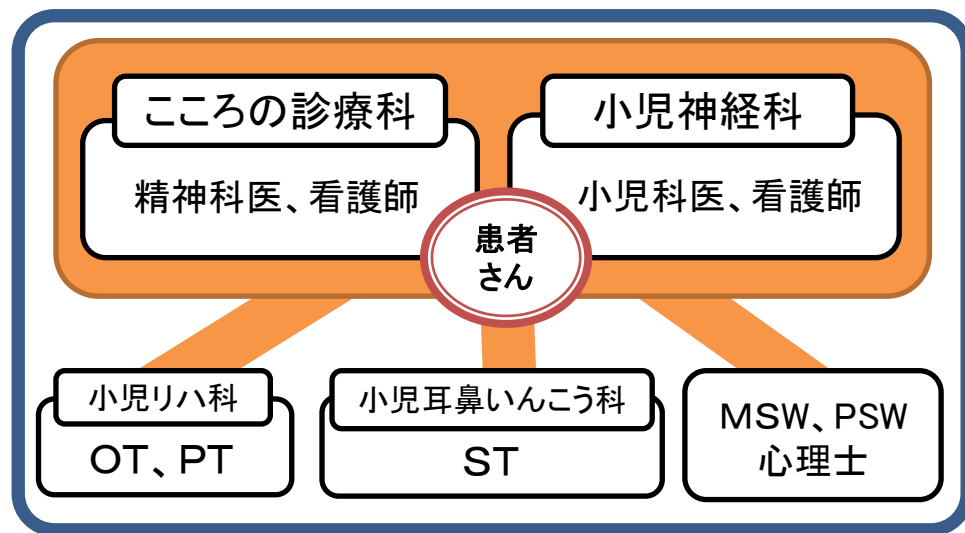 こころの診療科
精神科医、看護師
小児神経科
小児科医、看護師
患者
さん
小児リハ科
ＯＴ、ＰＴ
小児耳鼻いんこう科
ＳＴ
MSW、PSW
心理士